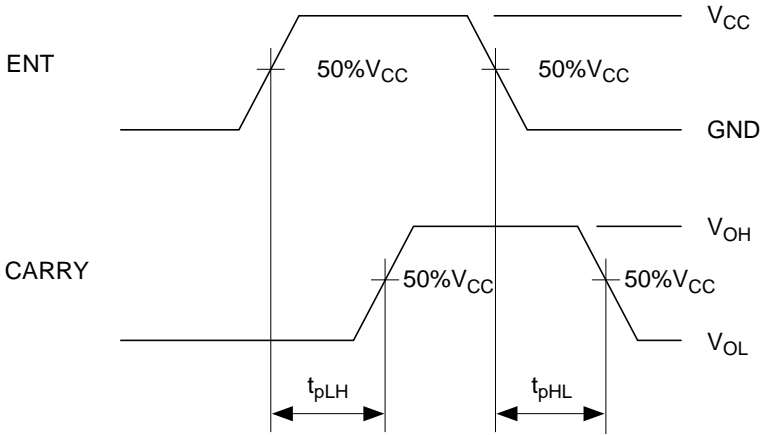 V_CC
ENT 50%V_CC 50%V_CC
GND
V_OH
CARRY 50%V_CC 50%V_CC
V_OL
t_pLH t_pHL